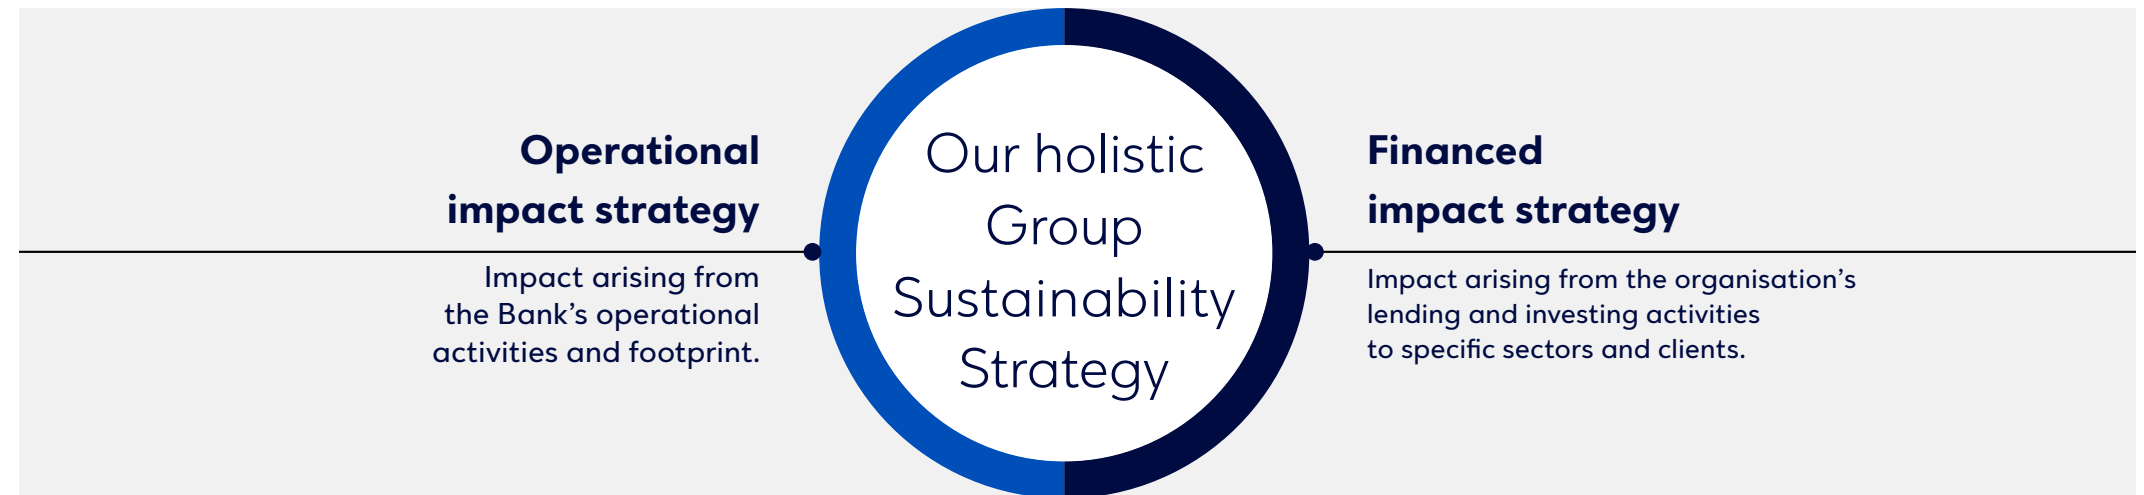 Operational
impact strategy
Impact arising from
the Bank's operational
activities and footprint.
Our holistic
Group
Sustainability
Strategy
Financed
impact strategy
Impact arising from the organisation's
lending and investing activities
to specific sectors and clients.